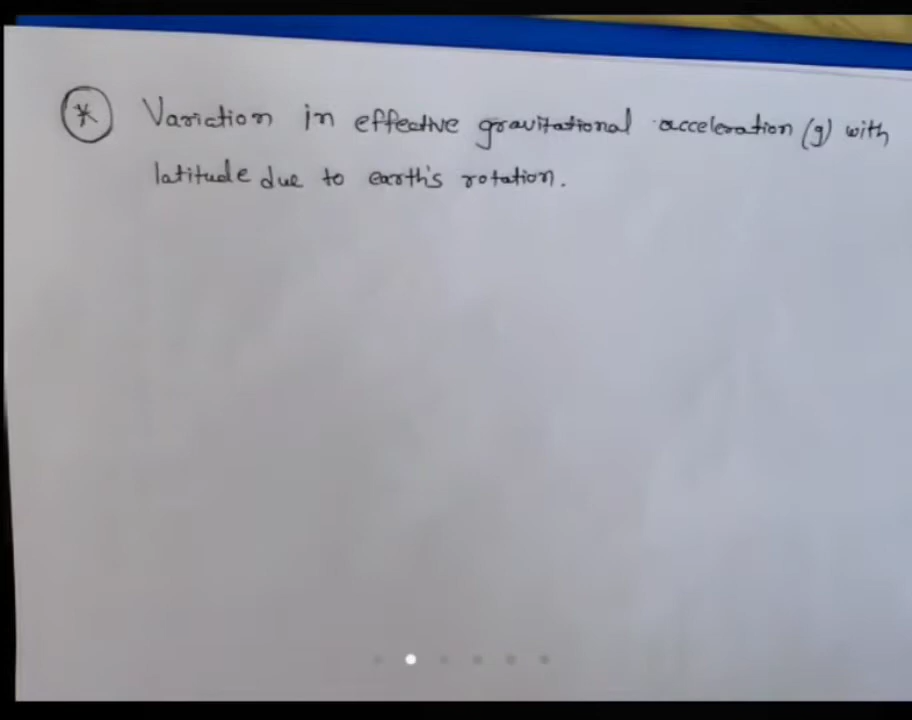 * Variation in effective gravitational acceleration (g) with
latitude due to earth's rotation.